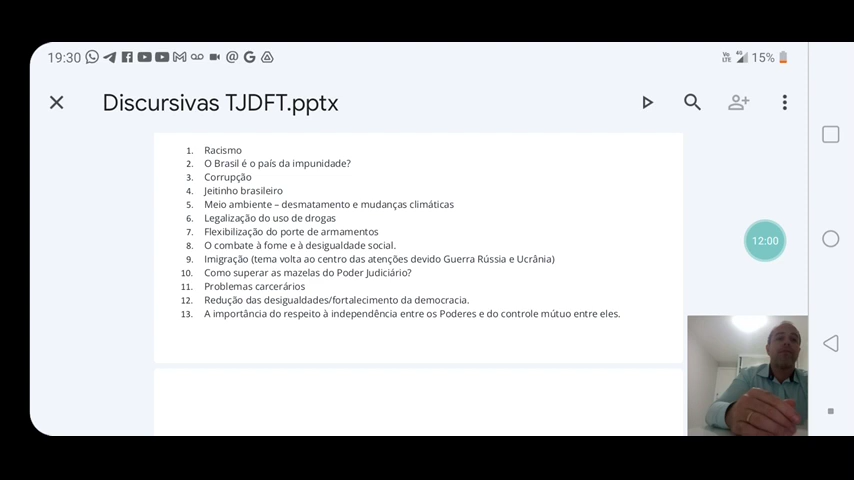 19:30 15%
Discursivas TJDFT.pptx
1. Racismo
2. O Brasil é o país da impunidade?
3. Corrupção
4. Jeitinho brasileiro
5. Meio ambiente – desmatamento e mudanças climáticas
6. Legalização do uso de drogas
7. Flexibilização do porte de armamentos
8. O combate à fome e à desigualdade social.
9. Imigração (tema volta ao centro das atenções devido Guerra Rússia e Ucrânia)
10. Como superar as mazelas do Poder Judiciário?
11. Problemas carcerários
12. Redução das desigualdades/fortalecimento da democracia.
13. A importância do respeito à independência entre os Poderes e do controle mútuo entre eles.
12:00